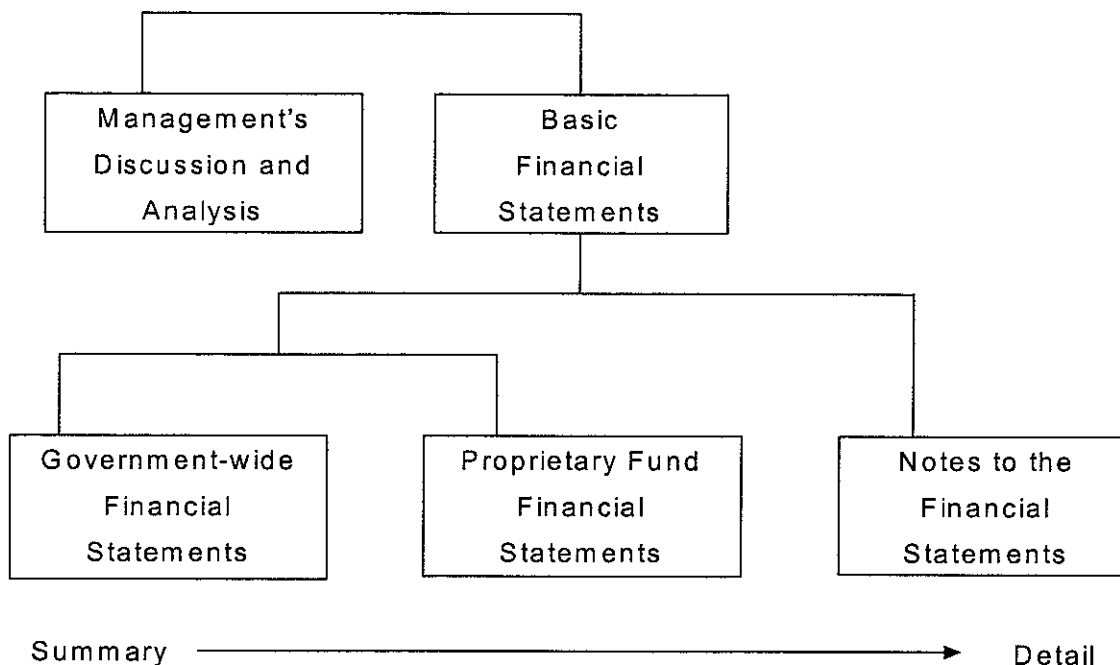 Management's
Discussion and
Analysis
Basic
Financial
Statements
Government-wide
Financial
Statements
Proprietary Fund
Financial
Statements
Notes to the
Financial
Statements
Summary
Detail